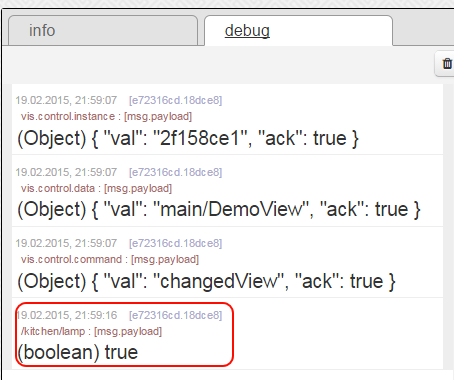 info debug
19.02.2015, 21:59:07 [e72316cd.18dce8]
vis.control.instance : [msg.payload]
(Object) { "val": "2f158ce1", "ack": true }
19.02.2015, 21:59:07 [e72316cd.18dce8]
vis.control.data : [msg.payload]
(Object) { "val": "main/DemoView", "ack": true }
19.02.2015, 21:59:07 [e72316cd.18dce8]
vis.control.command : [msg.payload]
(Object) { "val": "changedView", "ack": true }
19.02.2015, 21:59:16 [e72316cd.18dce8]
/kitchen/lamp : [msg.payload]
(boolean) true